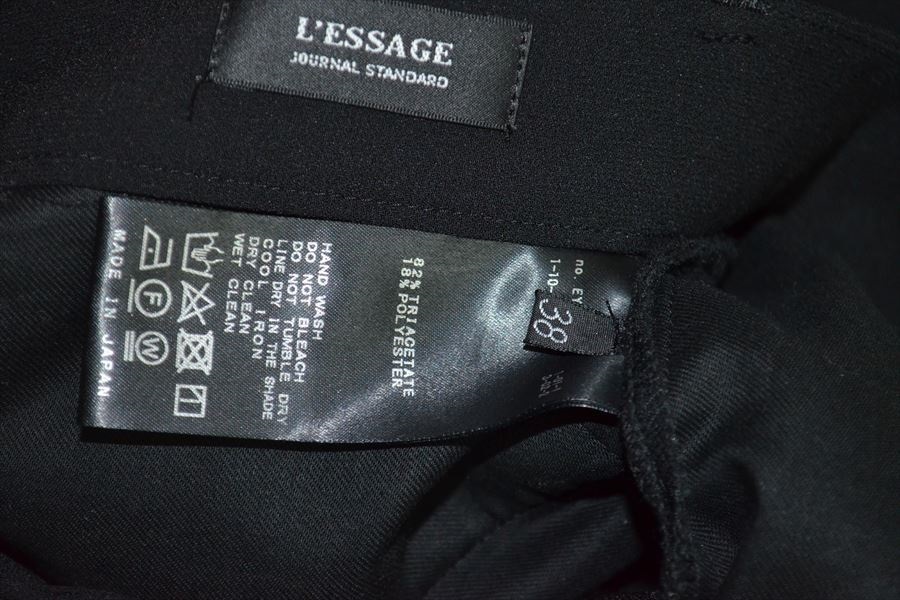 L'ESSAGE
JOURNAL STANDARD
no. EY
1-10-
38
82% TRIACETATE
18% POLYESTER
HAND WASH
DO NOT BLEACH
DO NOT TUMBLE DRY
LINE DRY IN THE SHADE
COOL IRON
DRY CLEAN
WET CLEAN
F
W
MADE IN JAPAN